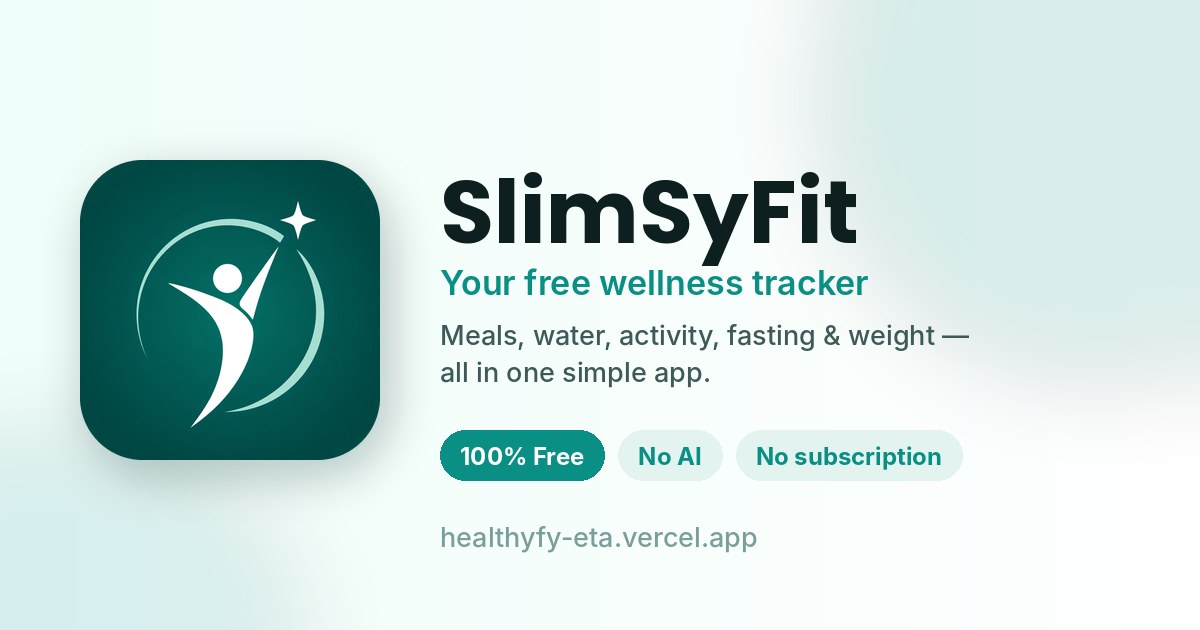 SlimSyFit
Your free wellness tracker
Meals, water, activity, fasting & weight —
all in one simple app.
100% Free No AI No subscription
healthyfy-eta.vercel.app